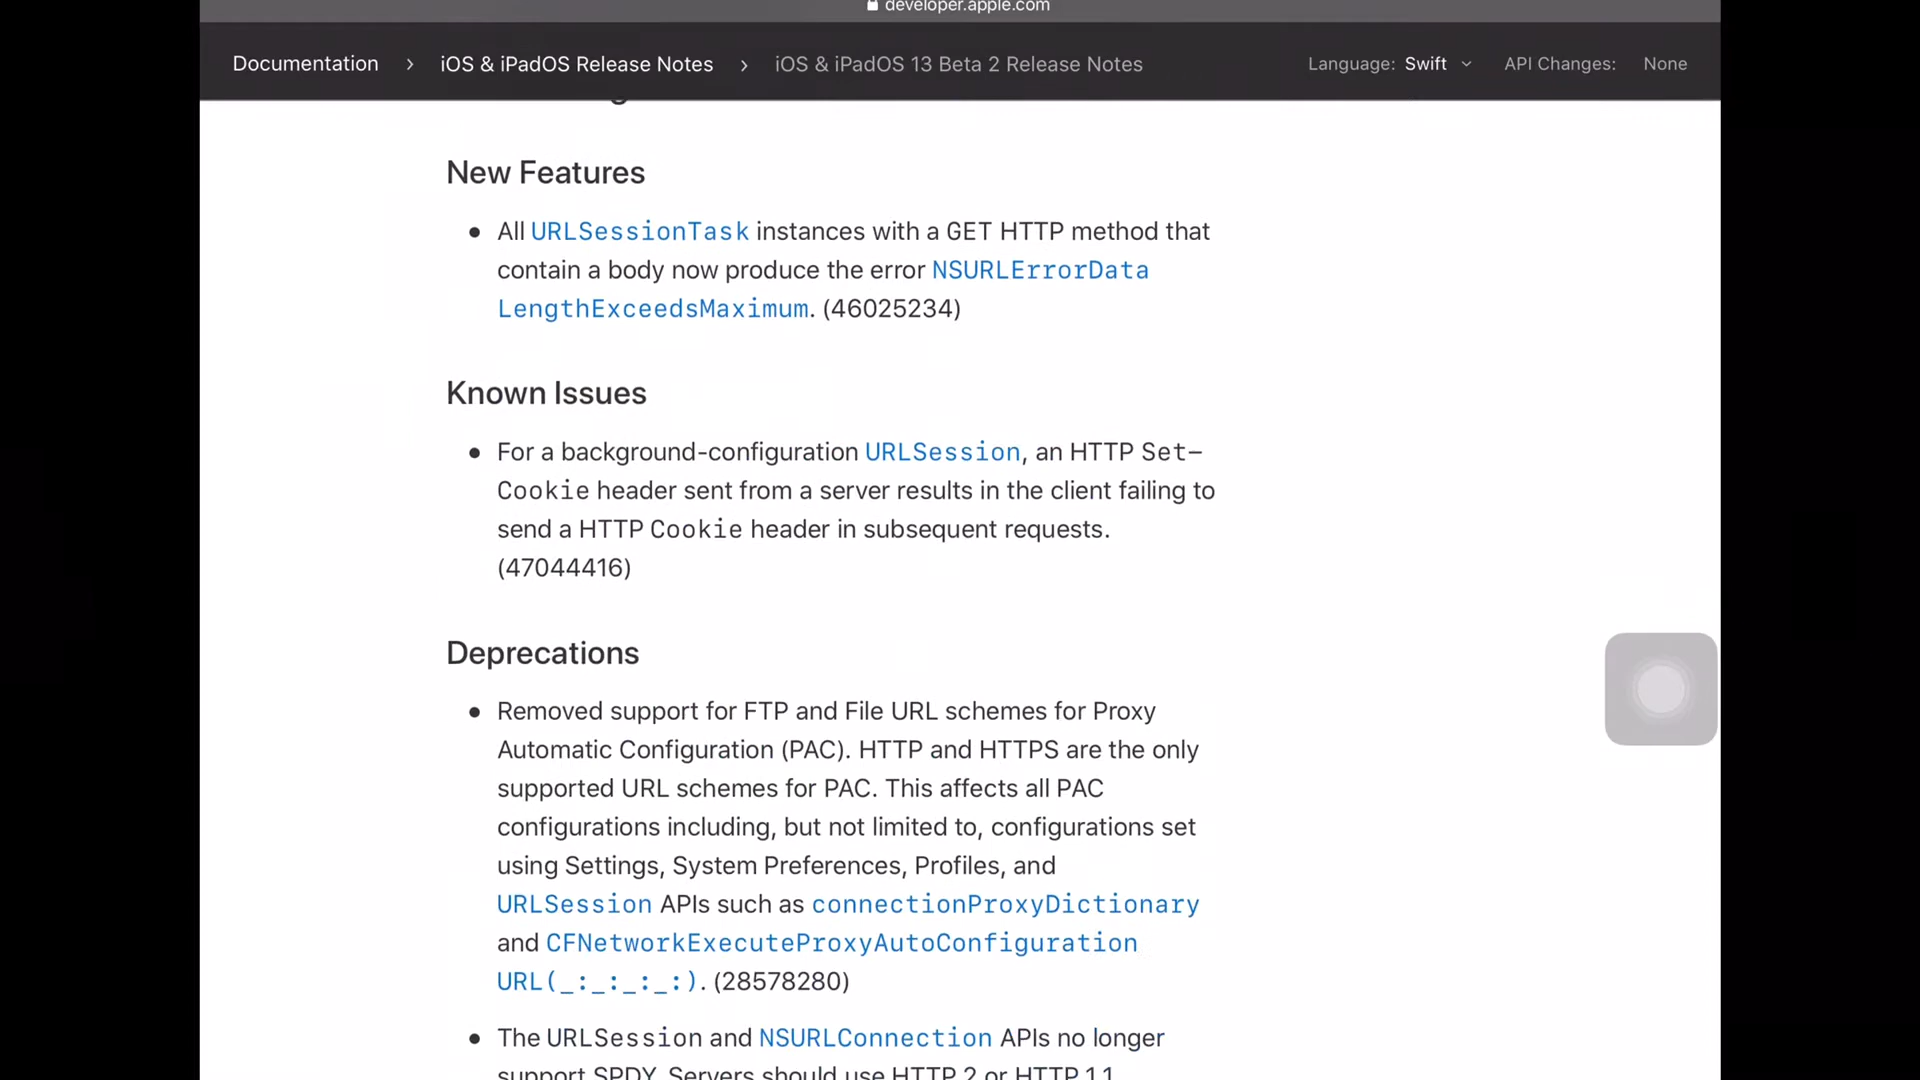 developer.apple.com
Documentation › iOS & iPadOS Release Notes › iOS & iPadOS 13 Beta 2 Release Notes Language: Swift API Changes: None
New Features
• All URLSessionTask instances with a GET HTTP method that
contain a body now produce the error NSURLErrorData
LengthExceedsMaximum. (46025234)
Known Issues
• For a background-configuration URLSession, an HTTP Set-
Cookie header sent from a server results in the client failing to
send a HTTP Cookie header in subsequent requests.
(47044416)
Deprecations
• Removed support for FTP and File URL schemes for Proxy
Automatic Configuration (PAC). HTTP and HTTPS are the only
supported URL schemes for PAC. This affects all PAC
configurations including, but not limited to, configurations set
using Settings, System Preferences, Profiles, and
URLSession APIs such as connectionProxyDictionary
and CFNetworkExecuteProxyAutoConfiguration
URL(_:_:_:_:). (28578280)
• The URLSession and NSURLConnection APIs no longer
support SPDY. Servers should use HTTP 2 or HTTP 1.1